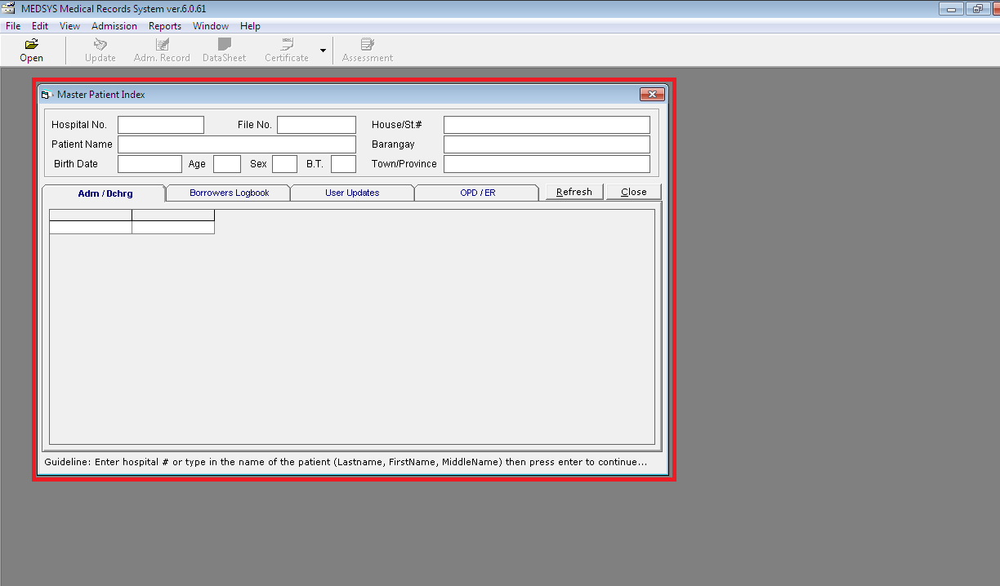 MEDSYS Medical Records System ver.6.0.61
File Edit View Admission Reports Window Help
Open Update Adm. Record DataSheet Certificate Assessment
Master Patient Index
Hospital No. File No. House/St.#
Patient Name Barangay
Birth Date Age Sex B.T. Town/Province
Adm / Dchrg Borrowers Logbook User Updates OPD / ER Refresh Close
Guideline: Enter hospital # or type in the name of the patient (Lastname, FirstName, MiddleName) then press enter to continue...